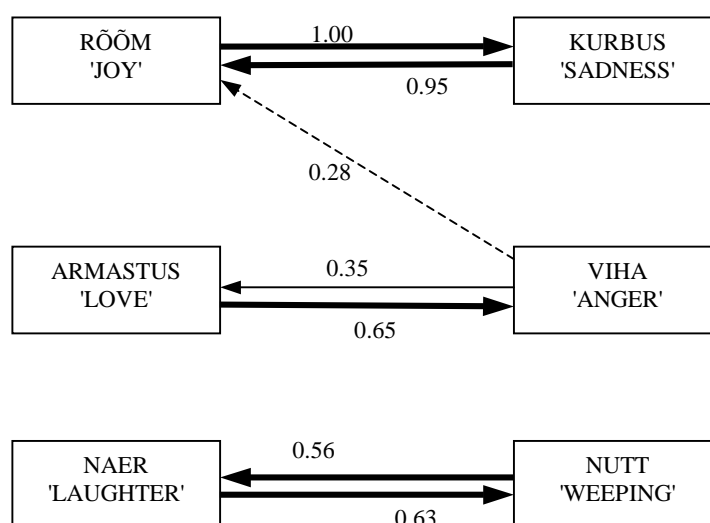 RÕÕM
'JOY'
1.00
KURBUS
'SADNESS'
0.95
0.28
ARMASTUS
'LOVE'
0.35
VIHA
'ANGER'
0.65
NAER
'LAUGHTER'
0.56
NUTT
'WEEPING'
0.63